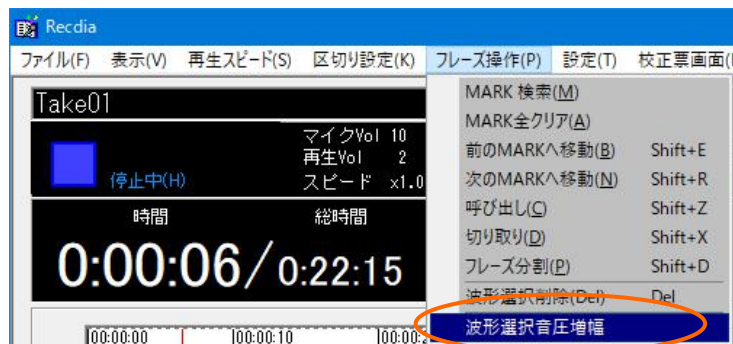 Recdia
ファイル(F) 表示(V) 再生スピード(S) 区切り設定(K) フレーズ操作(P) 設定(T) 校正票画面(
Take01
停止中(H)
マイクVol 10
再生Vol 2
スピード x1.0
時間 総時間
0:00:06/0:22:15
00:00:00 00:00:10 00:00:2
MARK 検索(M)
MARK全クリア(A)
前のMARKへ移動(B) Shift+E
次のMARKへ移動(N) Shift+R
呼び出し(C) Shift+Z
切り取り(D) Shift+X
フレーズ分割(P) Shift+D
波形選択削除(Del) Del
波形選択音圧増幅